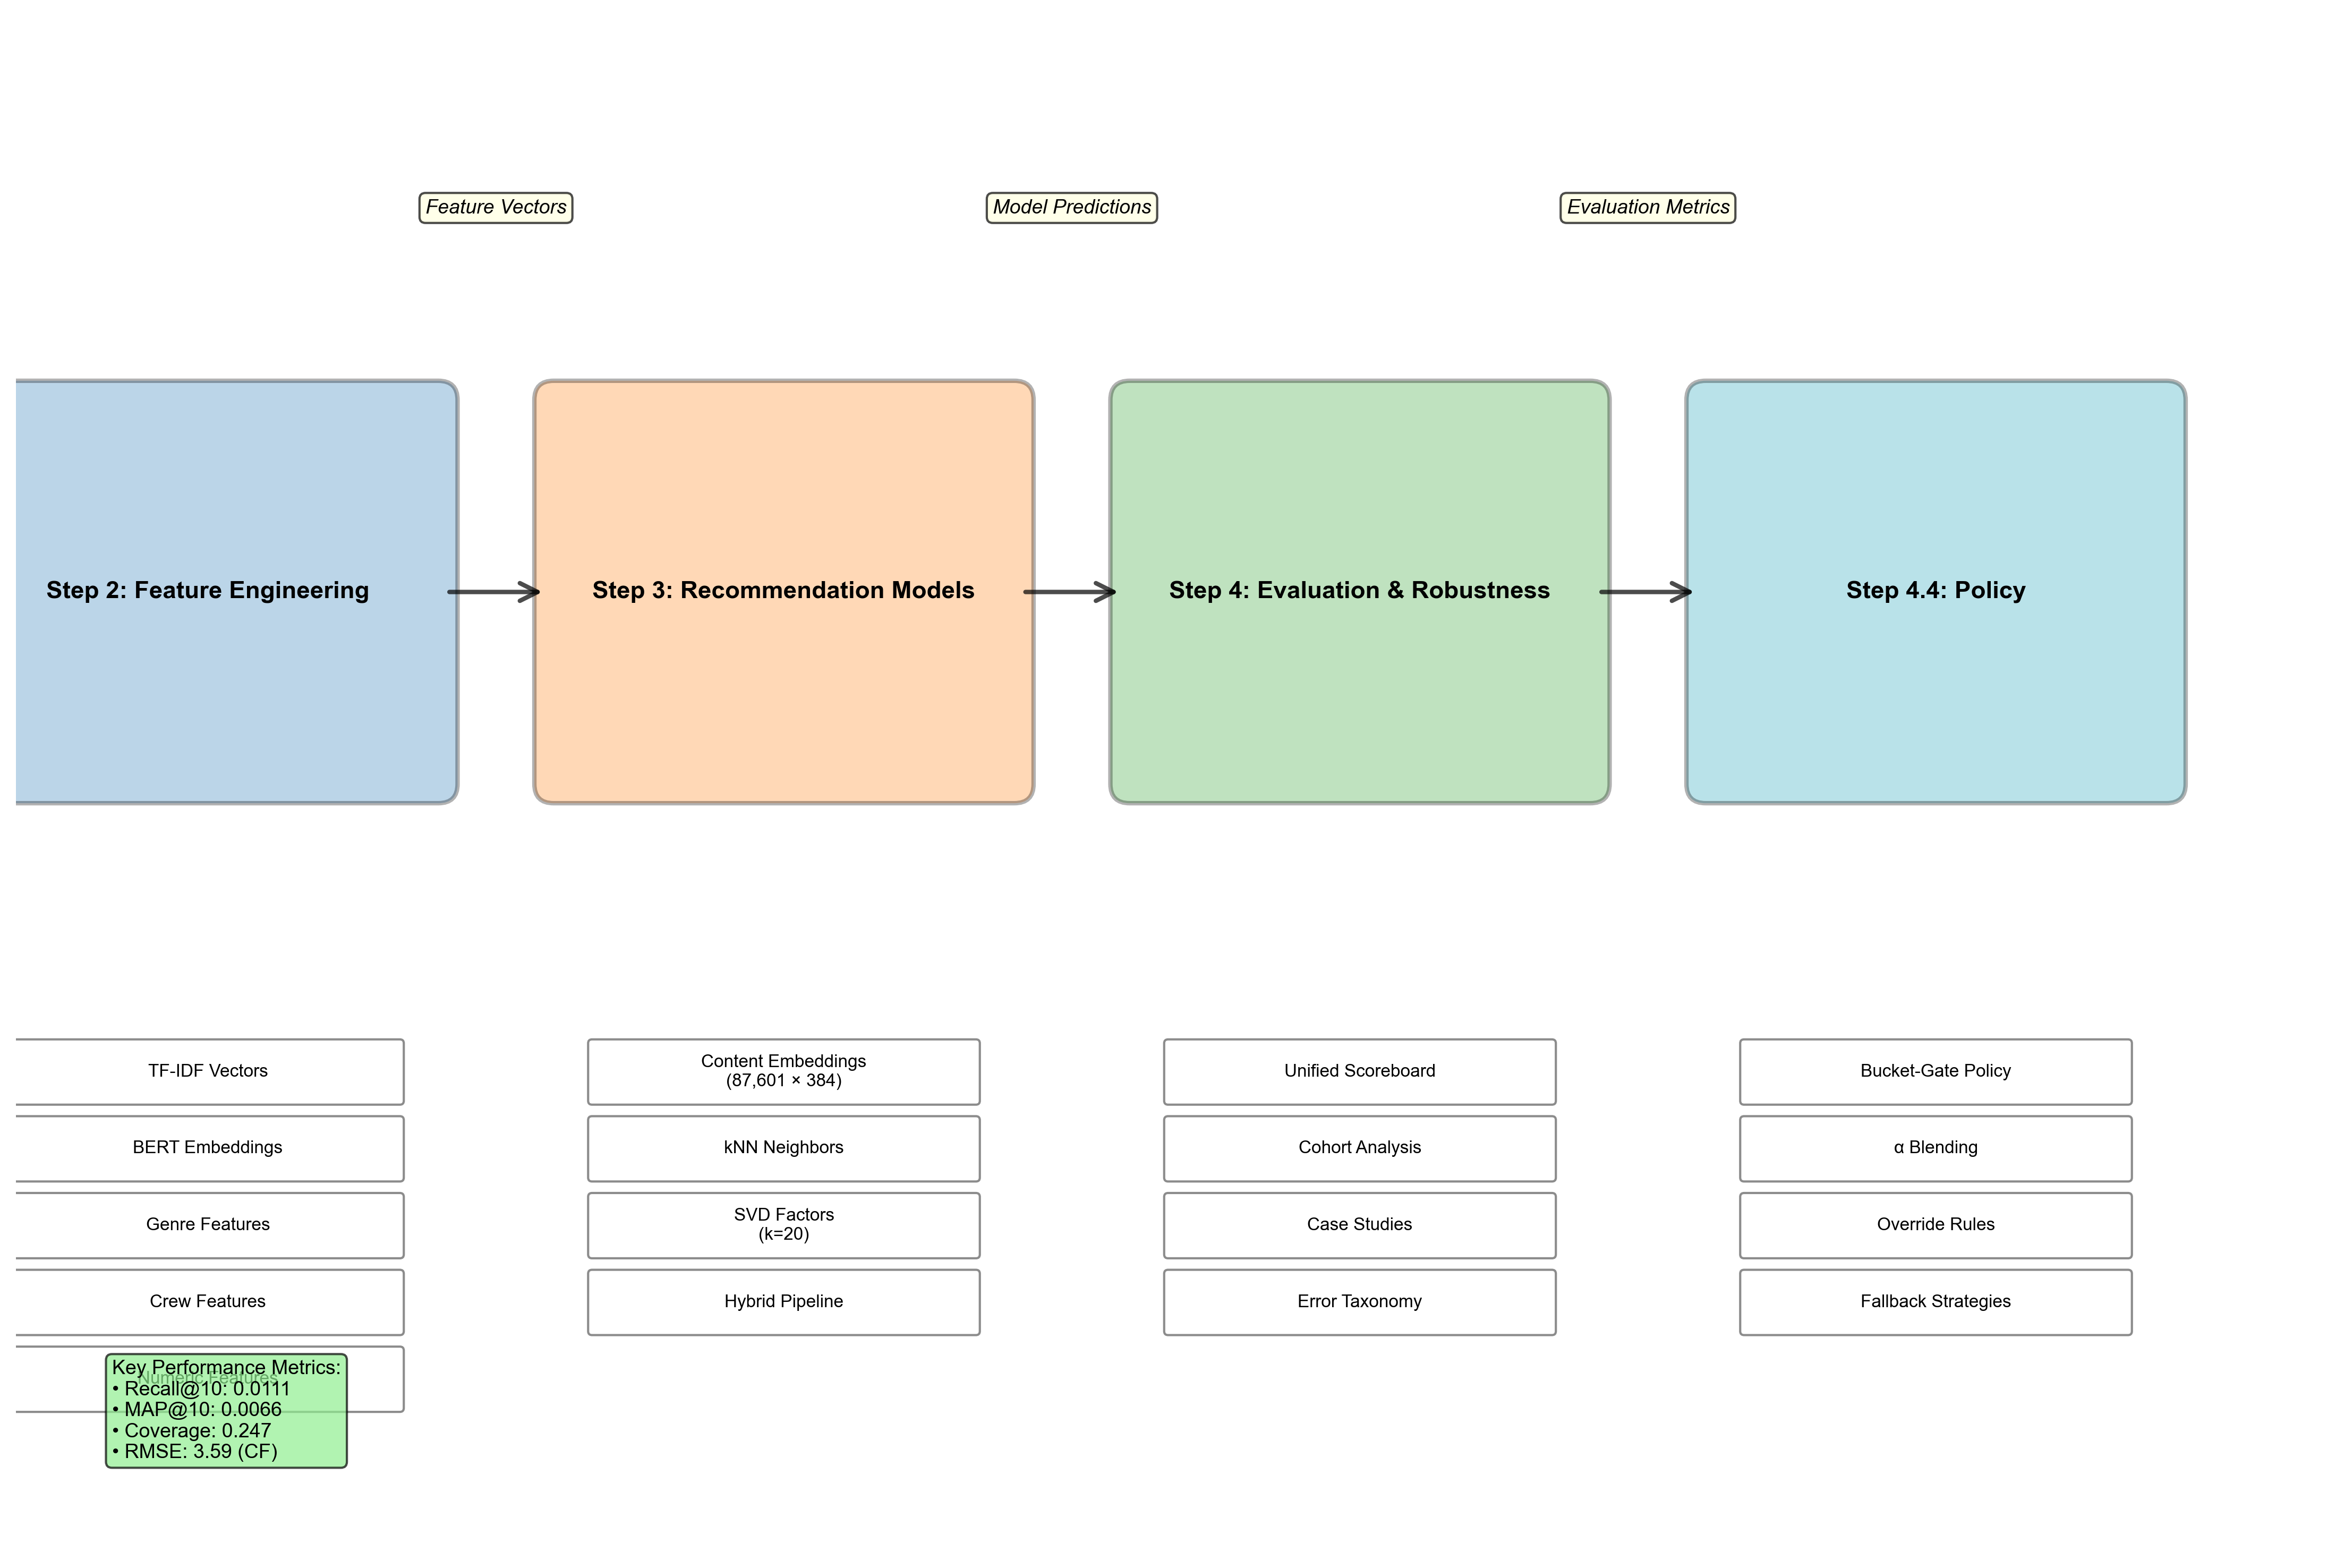 Feature Vectors
Model Predictions
Evaluation Metrics
Step 2: Feature Engineering
Step 3: Recommendation Models
Step 4: Evaluation & Robustness
Step 4.4: Policy
TF-IDF Vectors
BERT Embeddings
Genre Features
Crew Features
Numeric Features
Content Embeddings
(87,601 × 384)
kNN Neighbors
SVD Factors
(k=20)
Hybrid Pipeline
Unified Scoreboard
Cohort Analysis
Case Studies
Error Taxonomy
Bucket-Gate Policy
α Blending
Override Rules
Fallback Strategies
Key Performance Metrics:
• Recall@10: 0.0111
• MAP@10: 0.0066
• Coverage: 0.247
• RMSE: 3.59 (CF)